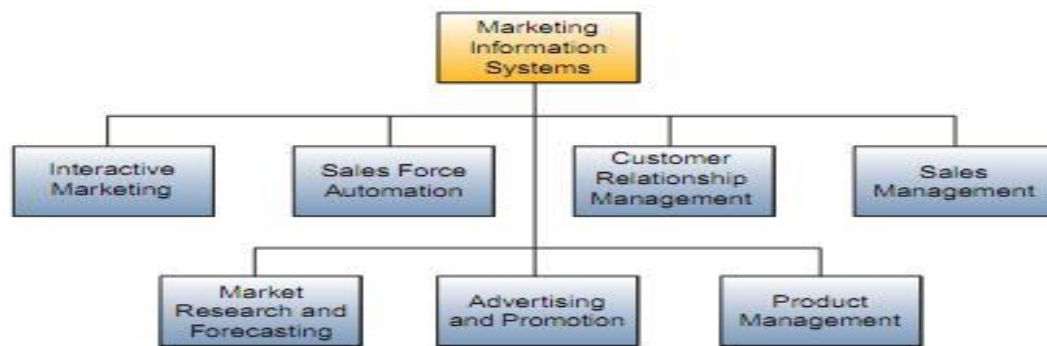 Marketing
Information
Systems
Interactive
Marketing
Sales Force
Automation
Customer
Relationship
Management
Sales
Management
Market
Research and
Forecasting
Advertising
and Promotion
Product
Management